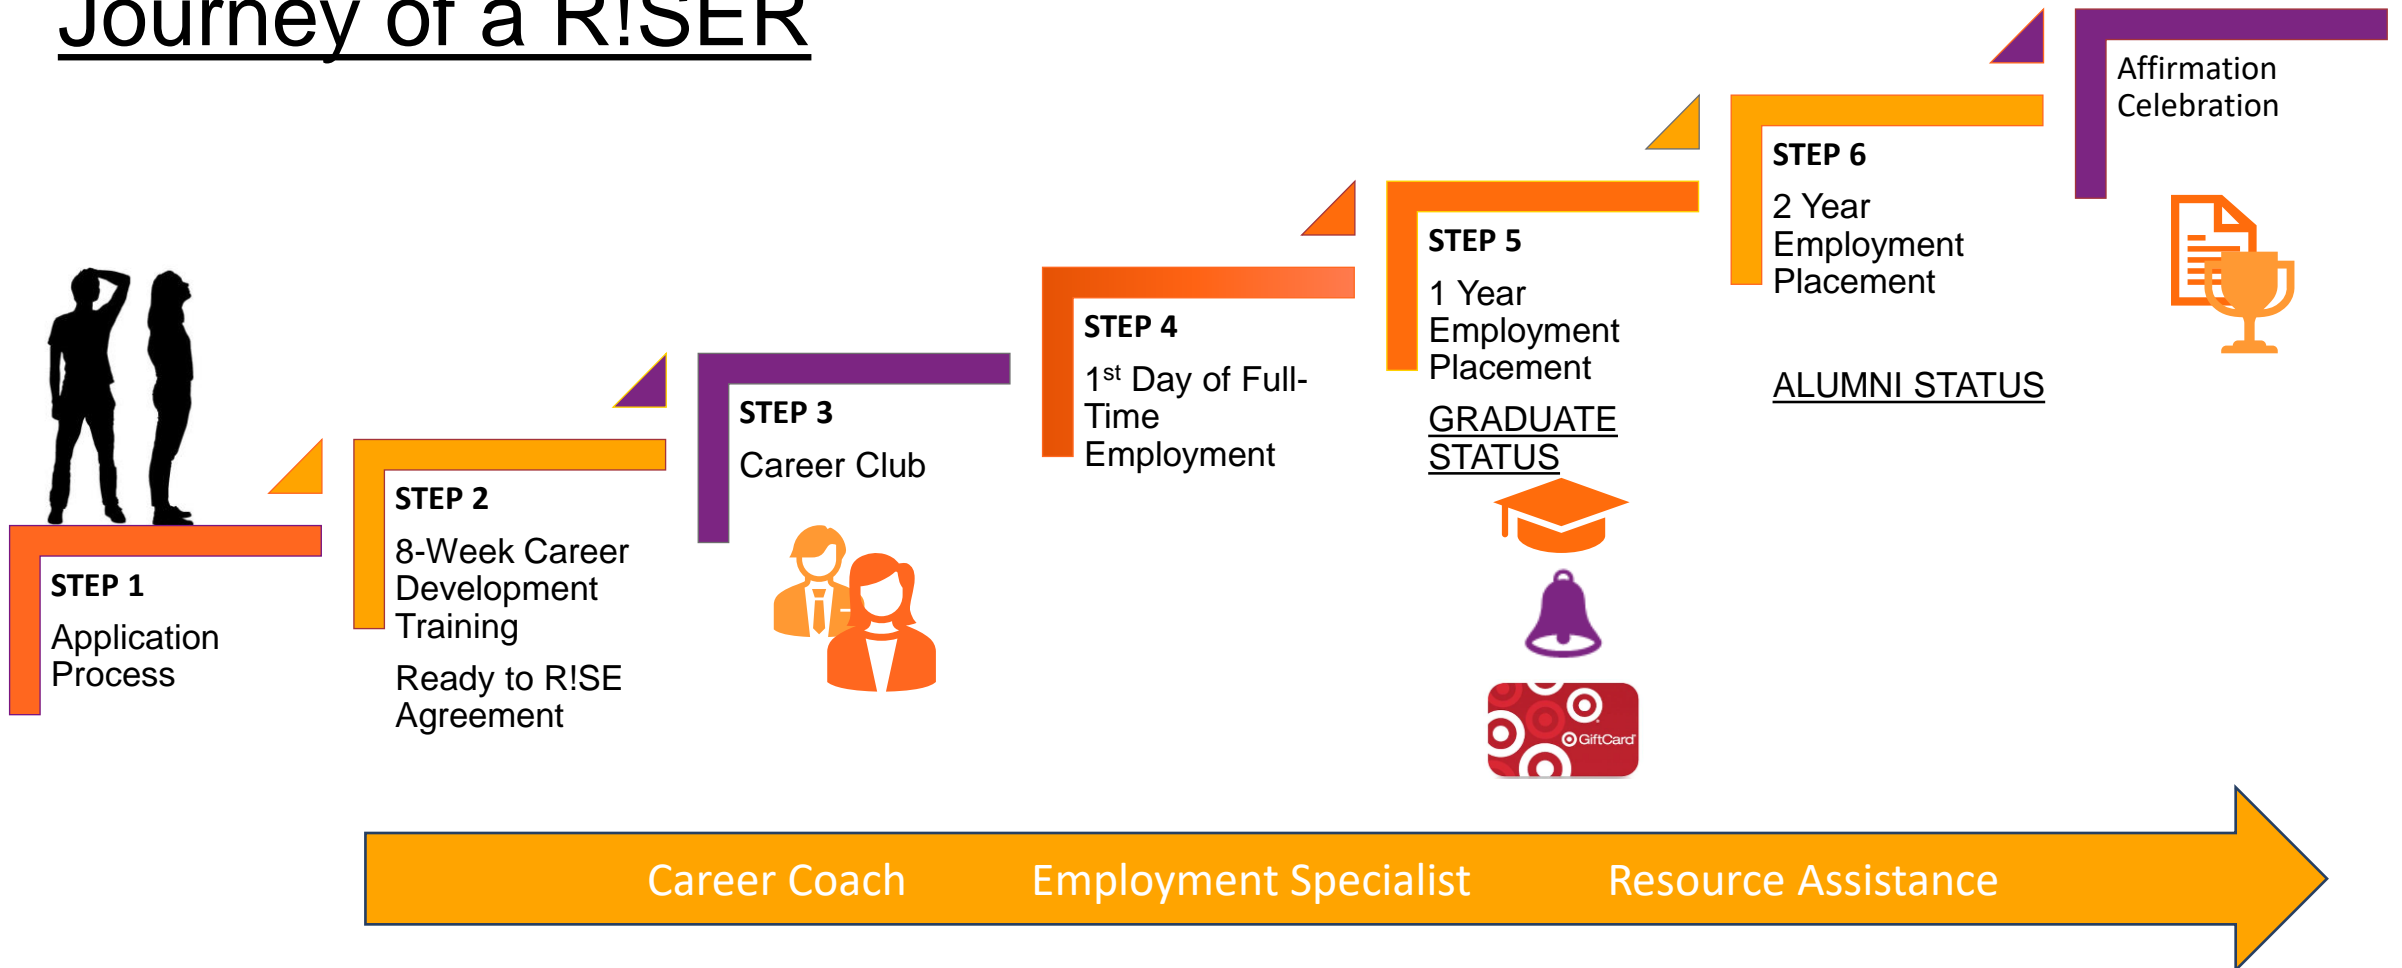 Journey of a R!SER
STEP 1
Application
Process
STEP 2
8-Week Career
Development
Training
Ready to R!SE
Agreement
STEP 3
Career Club
STEP 4
1st Day of Full-
Time
Employment
STEP 5
1 Year
Employment
Placement
GRADUATE
STATUS
GiftCard
STEP 6
2 Year
Employment
Placement
ALUMNI STATUS
Affirmation
Celebration
Career Coach Employment Specialist Resource Assistance